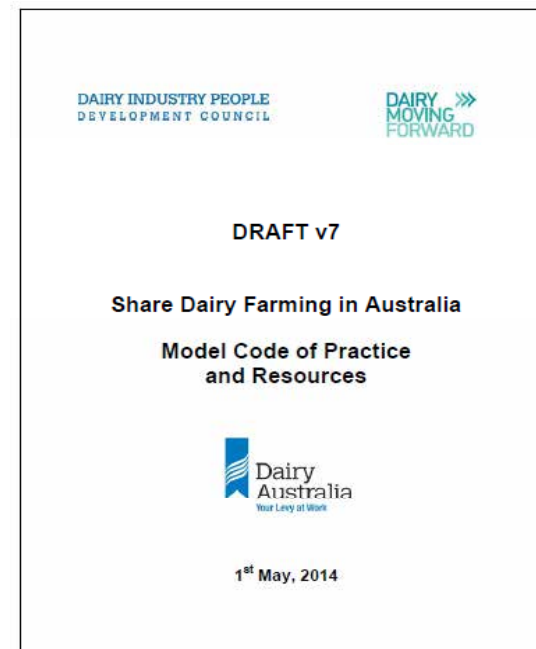 DAIRY INDUSTRY PEOPLE
DEVELOPMENT COUNCIL
DAIRY
MOVING
FORWARD
DRAFT v7
Share Dairy Farming in Australia
Model Code of Practice
and Resources
Dairy
Australia
Your Levy at Work
1st May, 2014